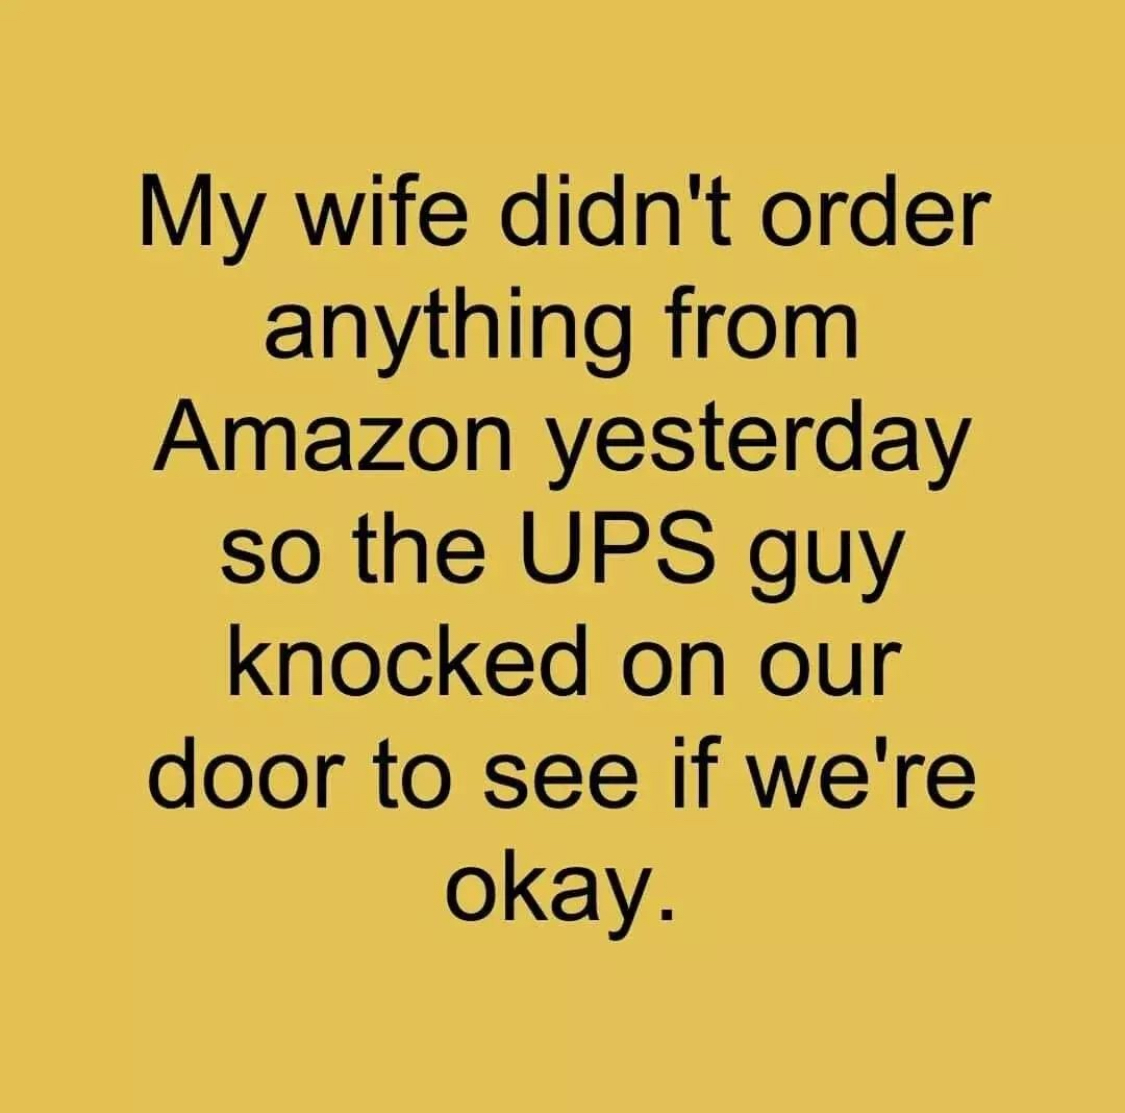 My wife didn't order
anything from
Amazon yesterday
so the UPS guy
knocked on our
door to see if we're
okay.